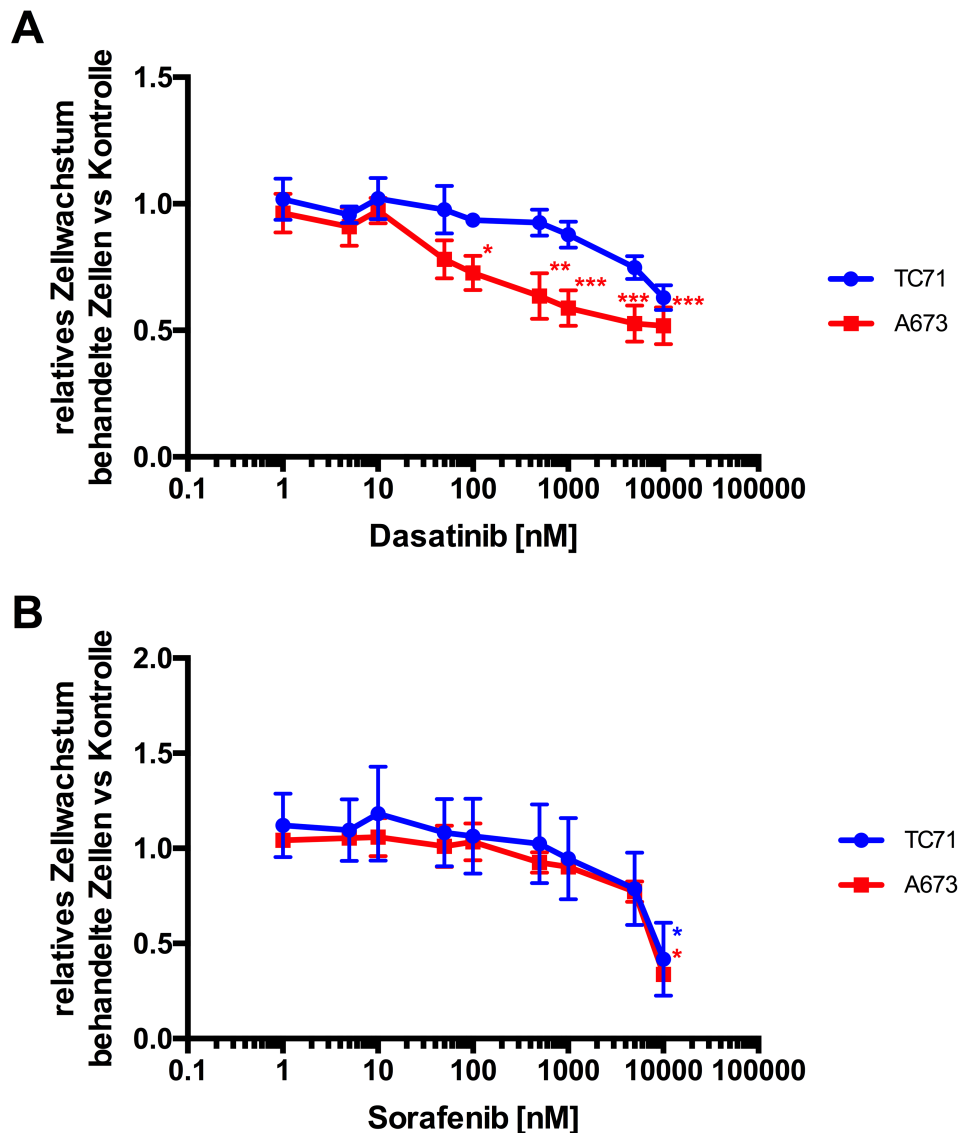 A
relatives Zellwachstum
behandelte Zellen vs Kontrolle
1.5
1.0
0.5
0.0
*
**
***
***
***
TC71
A673
0.1 1 10 100 1000 10000 100000
Dasatinib [nM]
B
relatives Zellwachstum
behandelte Zellen vs Kontrolle
2.0
1.5
1.0
0.5
0.0
*
*
TC71
A673
0.1 1 10 100 1000 10000 100000
Sorafenib [nM]